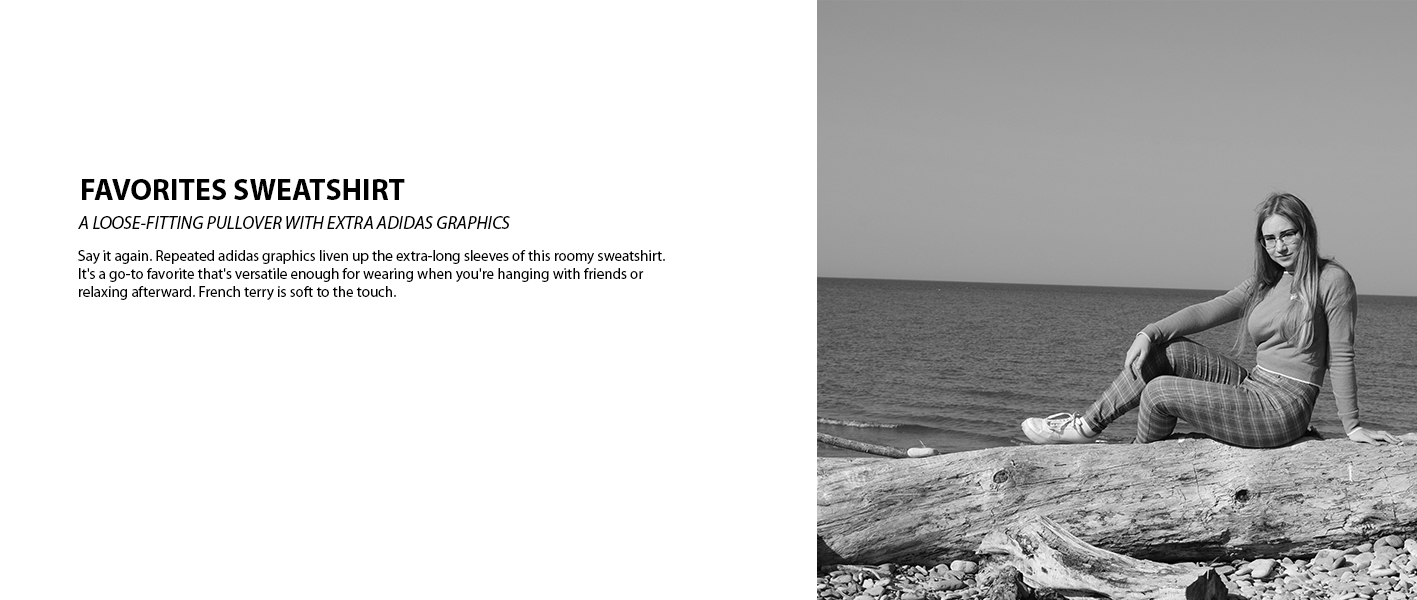 FAVORITES SWEATSHIRT
A LOOSE-FITTING PULLOVER WITH EXTRA ADIDAS GRAPHICS
Say it again. Repeated adidas graphics liven up the extra-long sleeves of this roomy sweatshirt.
It's a go-to favorite that's versatile enough for wearing when you're hanging with friends or
relaxing afterward. French terry is soft to the touch.